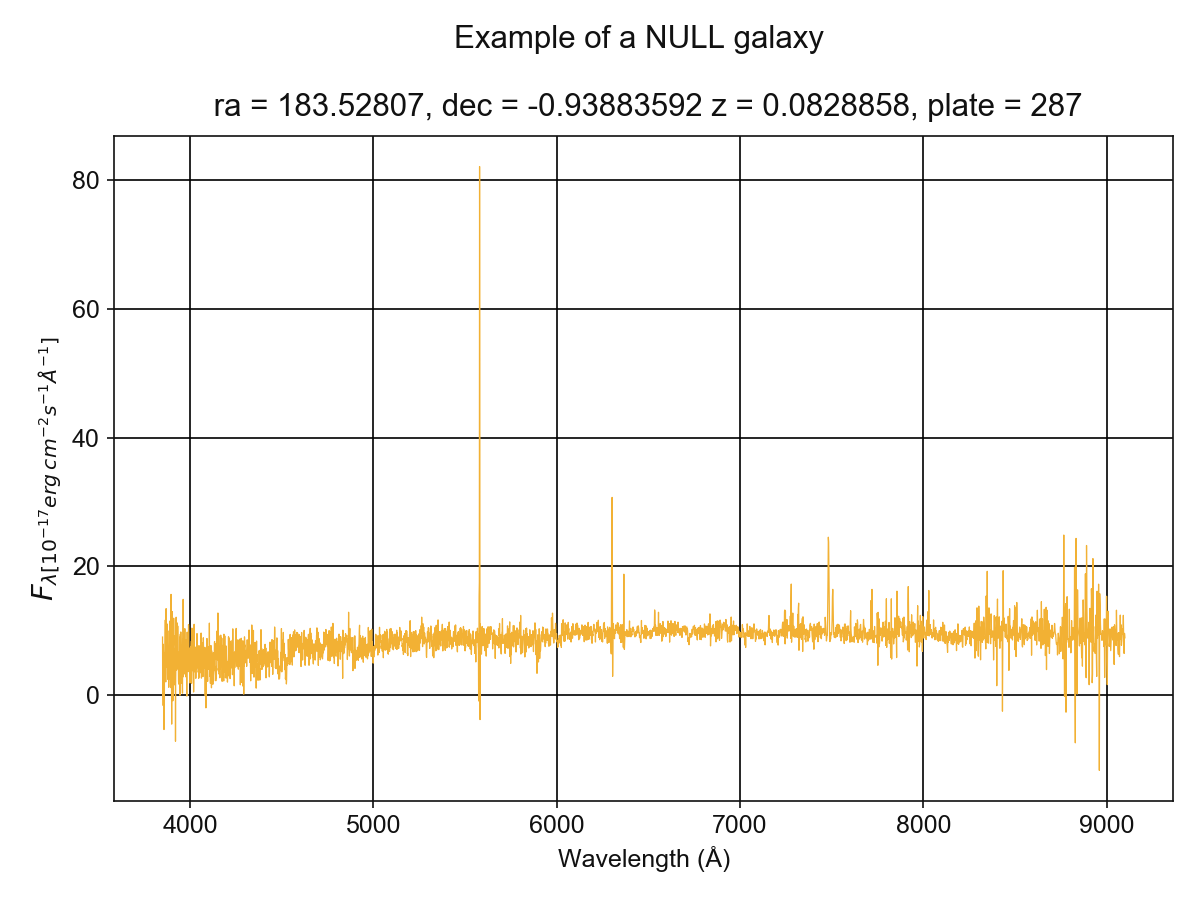 Example of a NULL galaxy
ra = 183.52807, dec = -0.93883592 z = 0.0828858, plate = 287
80
60
40
20
0
F_{λ[10^{-17} erg cm^{-2} s^{-1} Å^{-1}]}
4000 5000 6000 7000 8000 9000
Wavelength (Å)